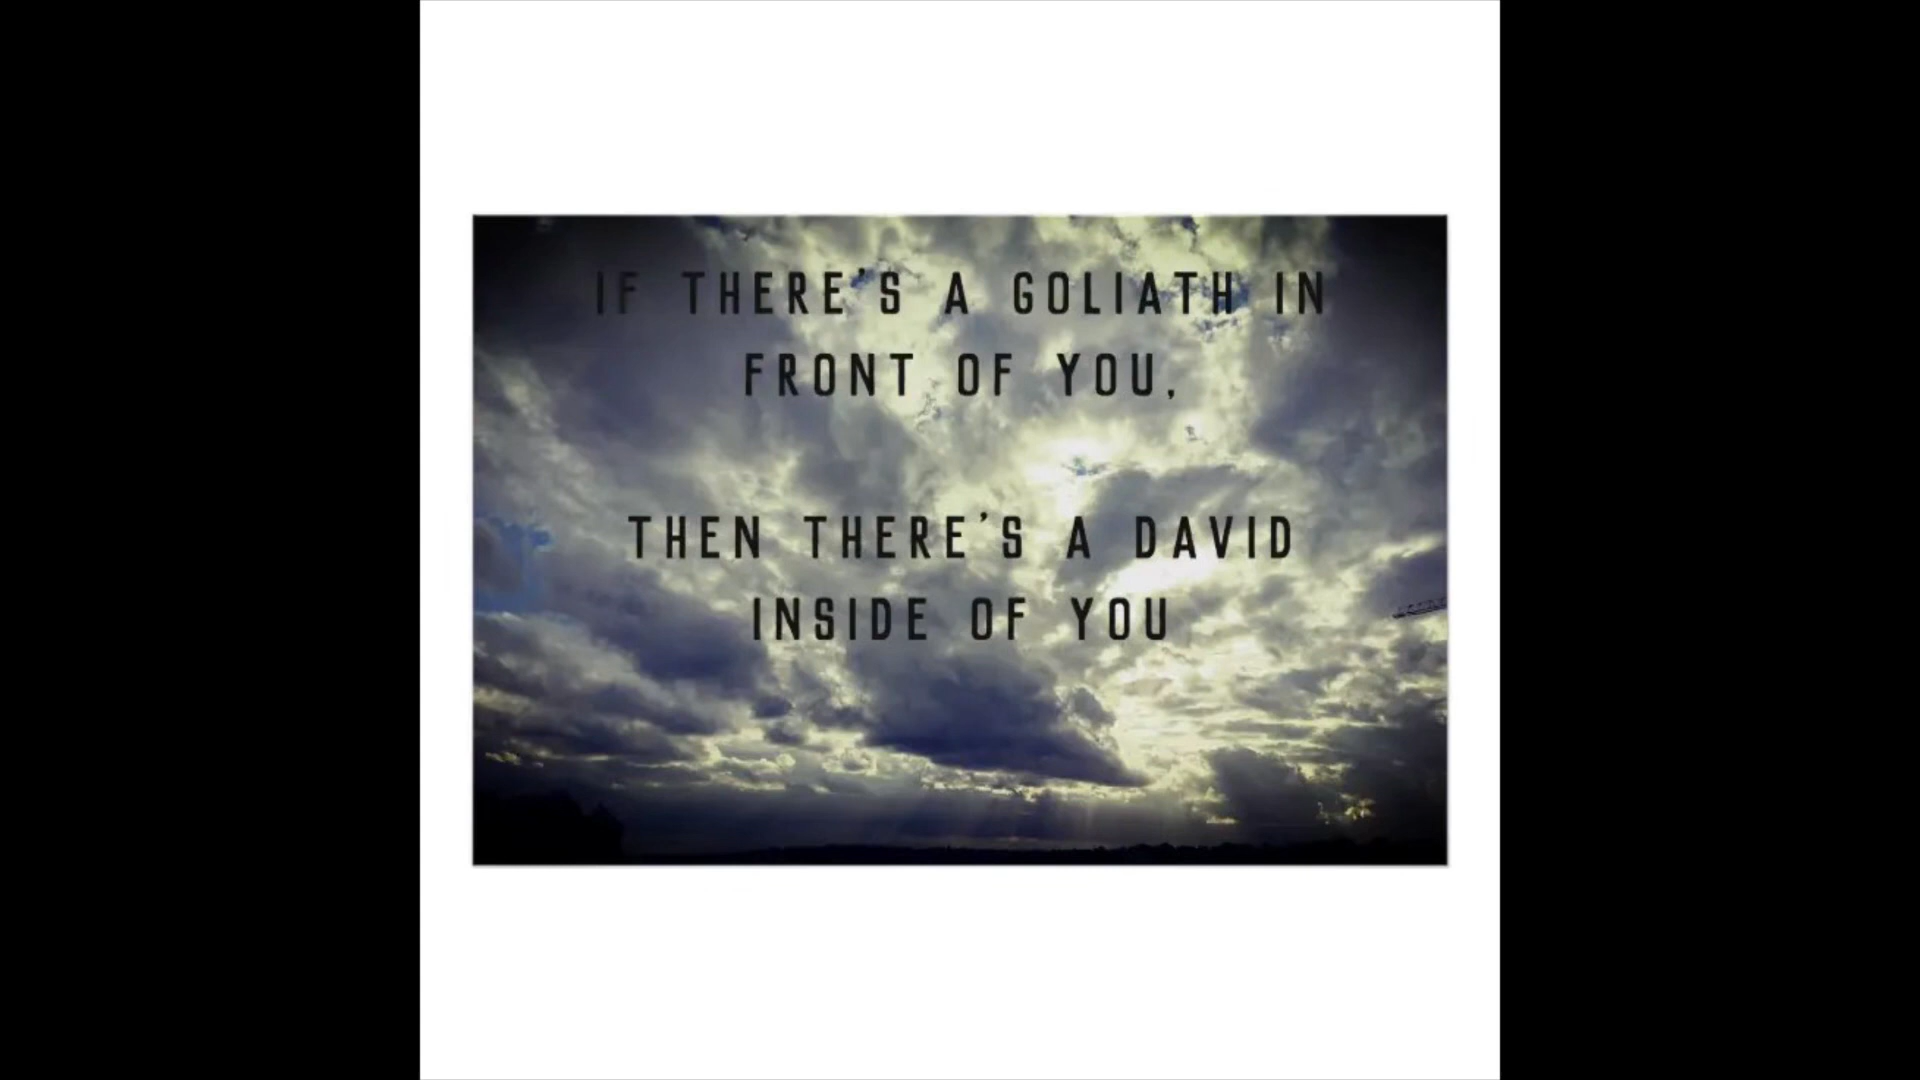 IF THERE'S A GOLIATH IN
FRONT OF YOU,
THEN THERE'S A DAVID
INSIDE OF YOU